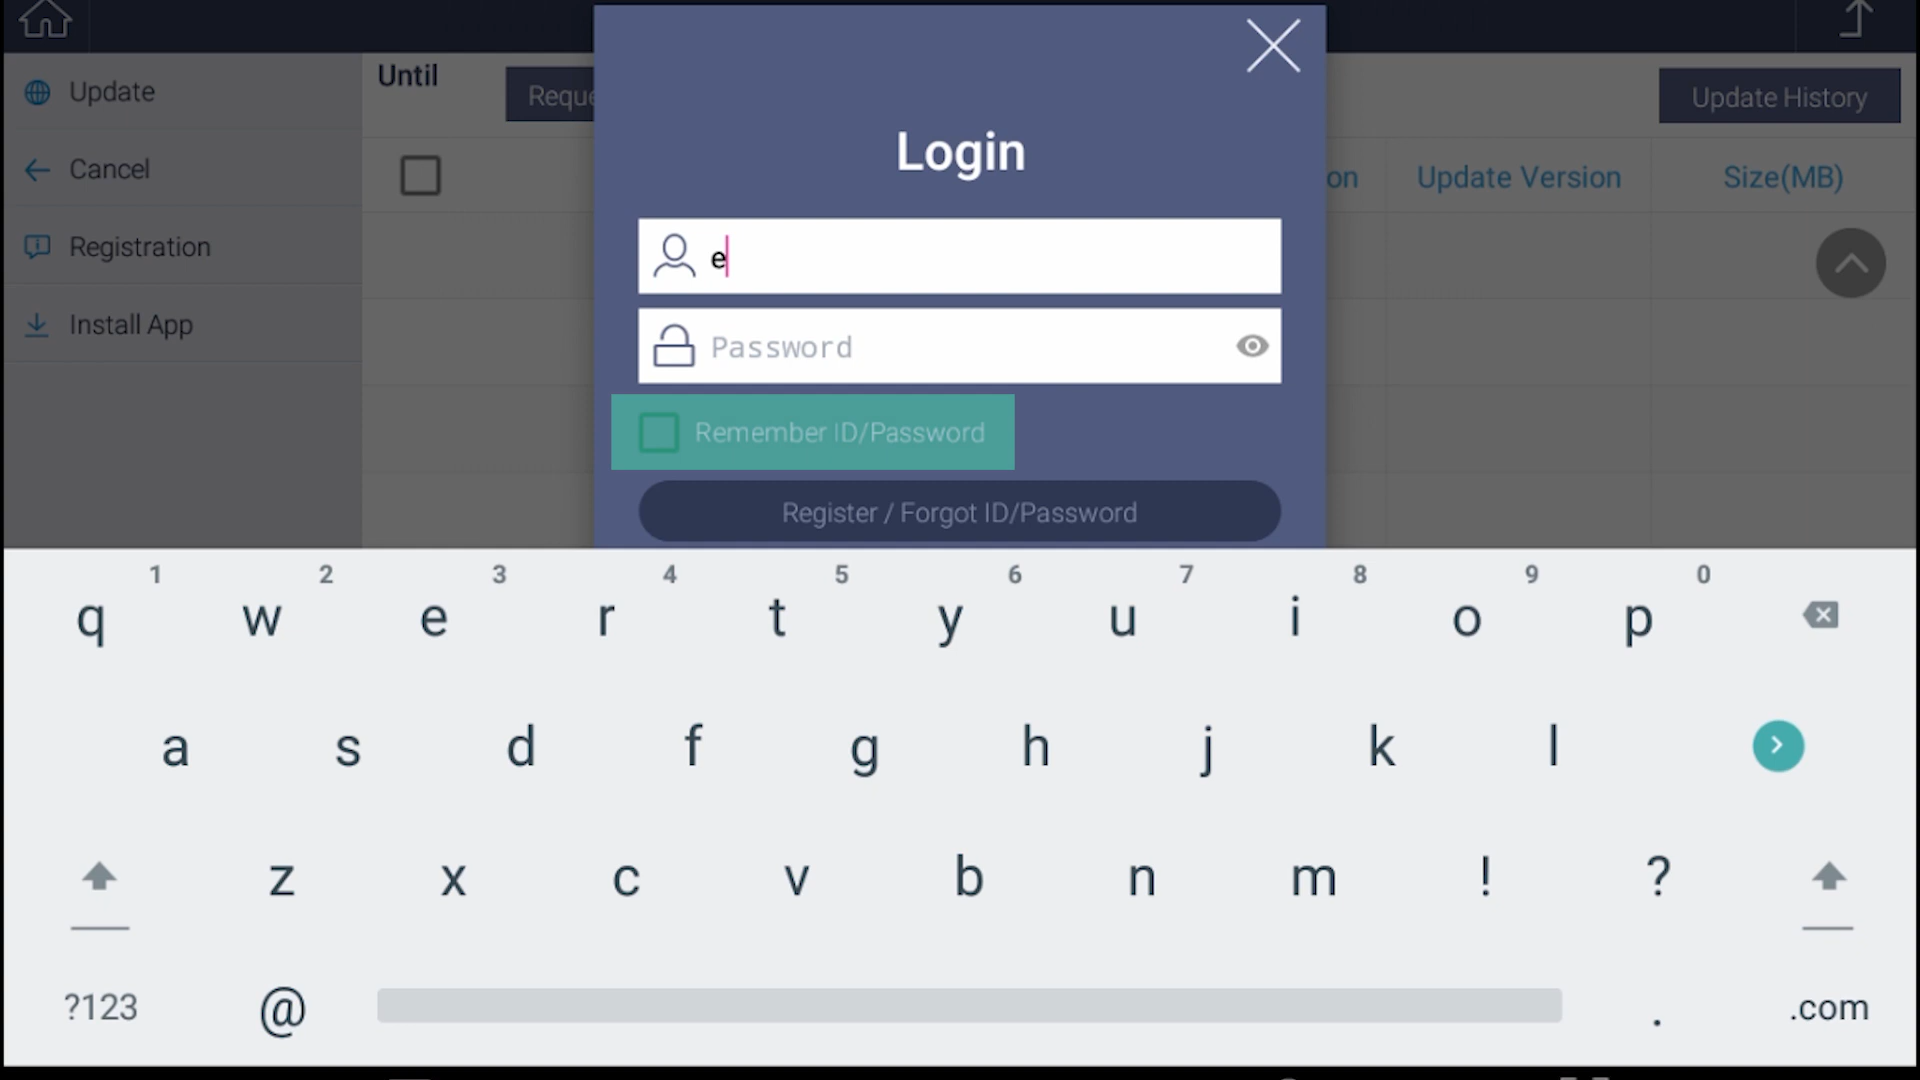 Update
Cancel
Registration
Install App
Until
Reque
Update History
on
Update Version
Size(MB)
Login
e
Password
Remember ID/Password
Register / Forgot ID/Password
1 2 3 4 5 6 7 8 9 0
q w e r t y u i o p
a s d f g h j k l
z x c v b n m ! ?
?123 @ . .com